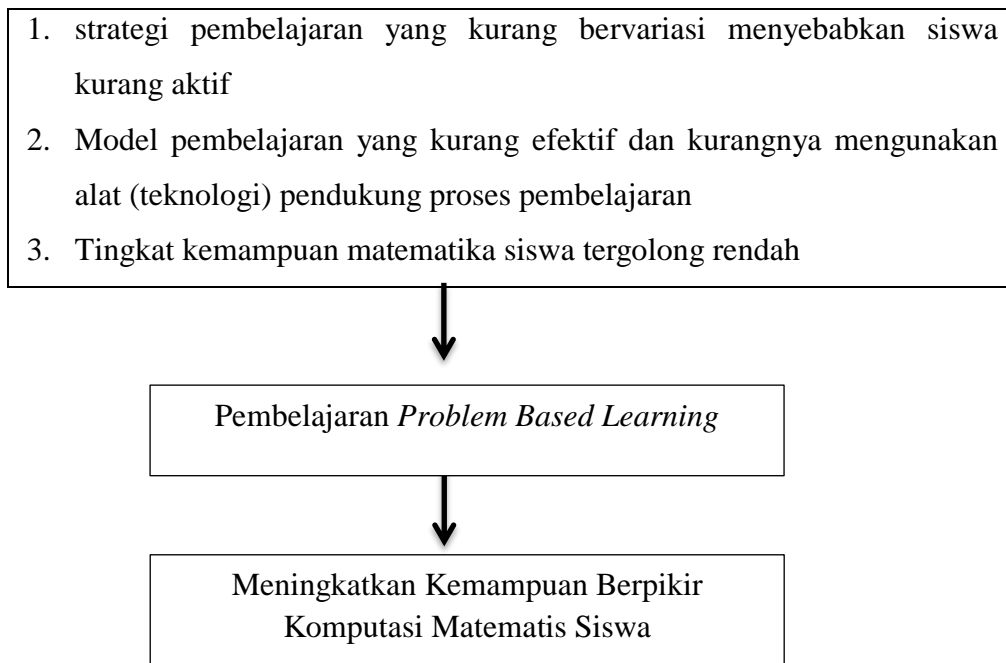 1. strategi pembelajaran yang kurang bervariasi menyebabkan siswa
kurang aktif
2. Model pembelajaran yang kurang efektif dan kurangnya mengunakan
alat (teknologi) pendukung proses pembelajaran
3. Tingkat kemampuan matematika siswa tergolong rendah
Pembelajaran Problem Based Learning
Meningkatkan Kemampuan Berpikir
Komputasi Matematis Siswa